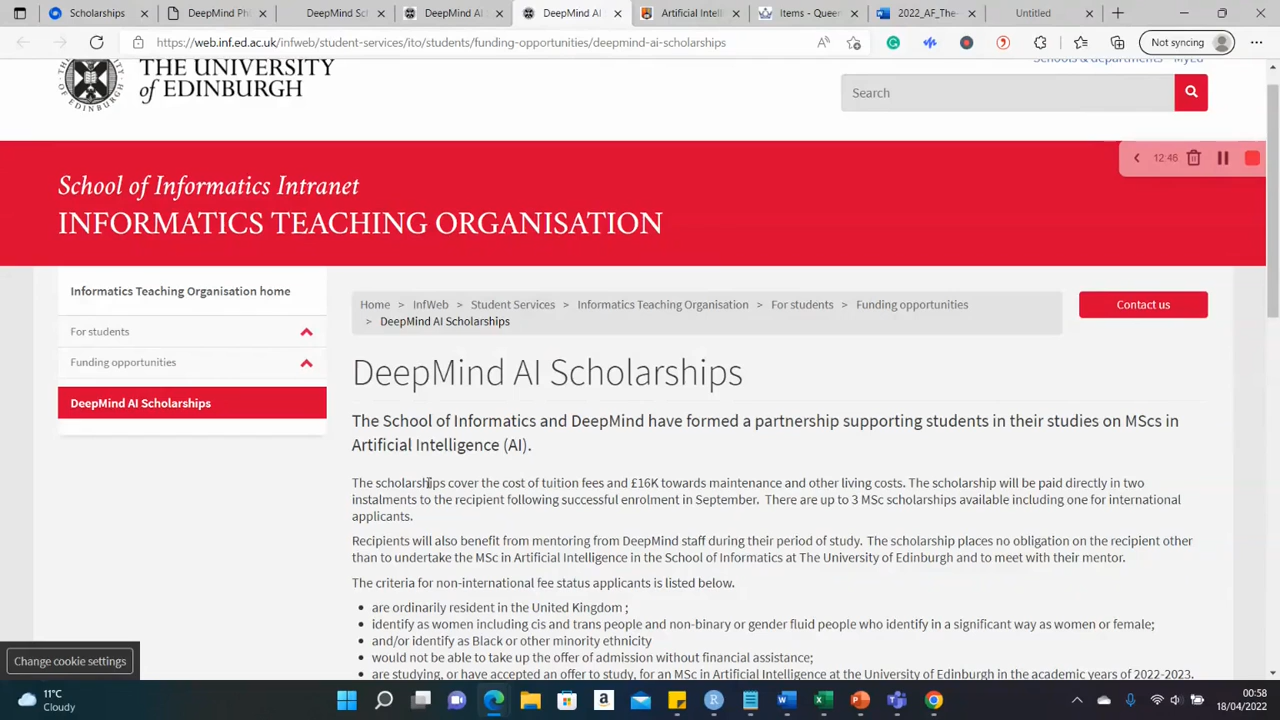 DeepMind Sch
DeepMind AI
DeepMind AI
Artificial Intelli
Items - Queer
2022_AF_The
Untitled
Scholarships
DeepMind Ph
https://web.inf.ed.ac.uk/infweb/student-services/ito/students/funding-opportunities/deepmind-ai-scholarships
Not syncing
THE UNIVERSITY
of EDINBURGH
Schools & departments MyEd
Search
12:46
School of Informatics Intranet
INFORMATICS TEACHING ORGANISATION
Informatics Teaching Organisation home
For students
Funding opportunities
DeepMind AI Scholarships
Home > InfWeb > Student Services > Informatics Teaching Organisation > For students > Funding opportunities
> DeepMind AI Scholarships
Contact us
DeepMind AI Scholarships
The School of Informatics and DeepMind have formed a partnership supporting students in their studies on MScs in
Artificial Intelligence (AI).
The scholarships cover the cost of tuition fees and £16K towards maintenance and other living costs. The scholarship will be paid directly in two
instalments to the recipient following successful enrolment in September. There are up to 3 MSc scholarships available including one for international
applicants.
Recipients will also benefit from mentoring from DeepMind staff during their period of study. The scholarship places no obligation on the recipient other
than to undertake the MSc in Artificial Intelligence in the School of Informatics at The University of Edinburgh and to meet with their mentor.
The criteria for non-international fee status applicants is listed below.
• are ordinarily resident in the United Kingdom ;
• identify as women including cis and trans people and non-binary or gender fluid people who identify in a significant way as women or female;
• and/or identify as Black or other minority ethnicity
• would not be able to take up the offer of admission without financial assistance;
• are studying, or have accepted an offer to study, for an MSc in Artificial Intelligence at the University of Edinburgh in the academic years of 2022-2023.
Change cookie settings
11°C
Cloudy
00:58
18/04/2022